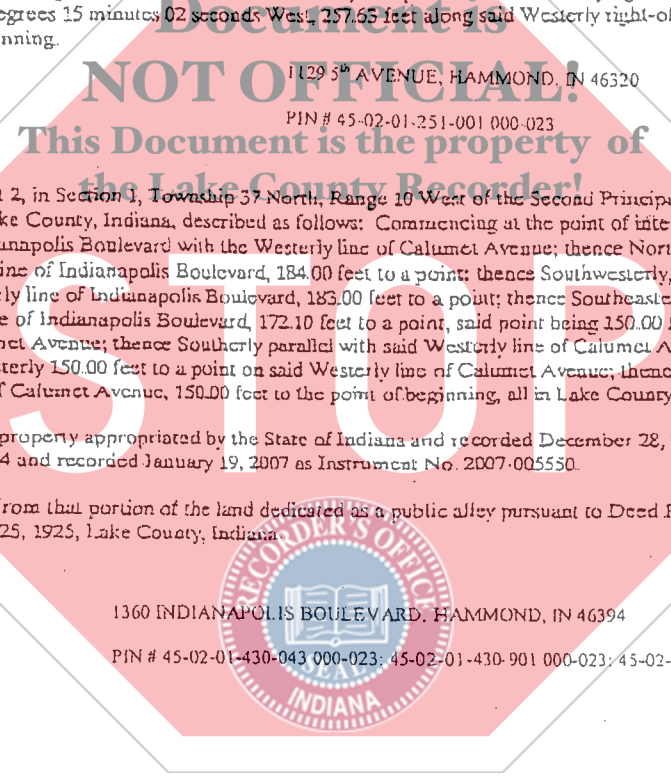 egrees 15 minutes 02 seconds West, 257.63 feet along said Westerly right-of
nning.
Document is
NOT OFFICIAL!
This Document is the property of
the Lake County Recorder!
STOP
1129 5th AVENUE, HAMMOND, IN 46320
PIN # 45-02-01-251-001 000-023
2, in Section 1, Township 37 North, Range 10 West of the Second Principa
ke County, Indiana, described as follows: Commencing at the point of inte
anapolis Boulevard with the Westerly line of Calumet Avenue; thence Nort
line of Indianapolis Boulevard, 184.00 feet to a point; thence Southwesterly,
rly line of Indianapolis Boulevard, 183.00 feet to a point; thence Southeaste
e of Indianapolis Boulevard, 172.10 feet to a point, said point being 150.00
met Avenue; thence Southerly parallel with said Westerly line of Calumet A
sterly 150.00 feet to a point on said Westerly line of Calumet Avenue; thenc
f Calumet Avenue, 150.00 feet to the point of beginning, all in Lake County
property appropriated by the State of Indiana and recorded December 28,
4 and recorded January 19, 2007 as Instrument No. 2007-005550.
from that portion of the land dedicated as a public alley pursuant to Deed
25, 1925, Lake County, Indiana.
RECORDER'S OFFICE
SEAL
INDIANA
1360 INDIANAPOLIS BOULEVARD, HAMMOND, IN 46394
PIN # 45-02-01-430-043 000-023; 45-02-01-430-901 000-023; 45-02-